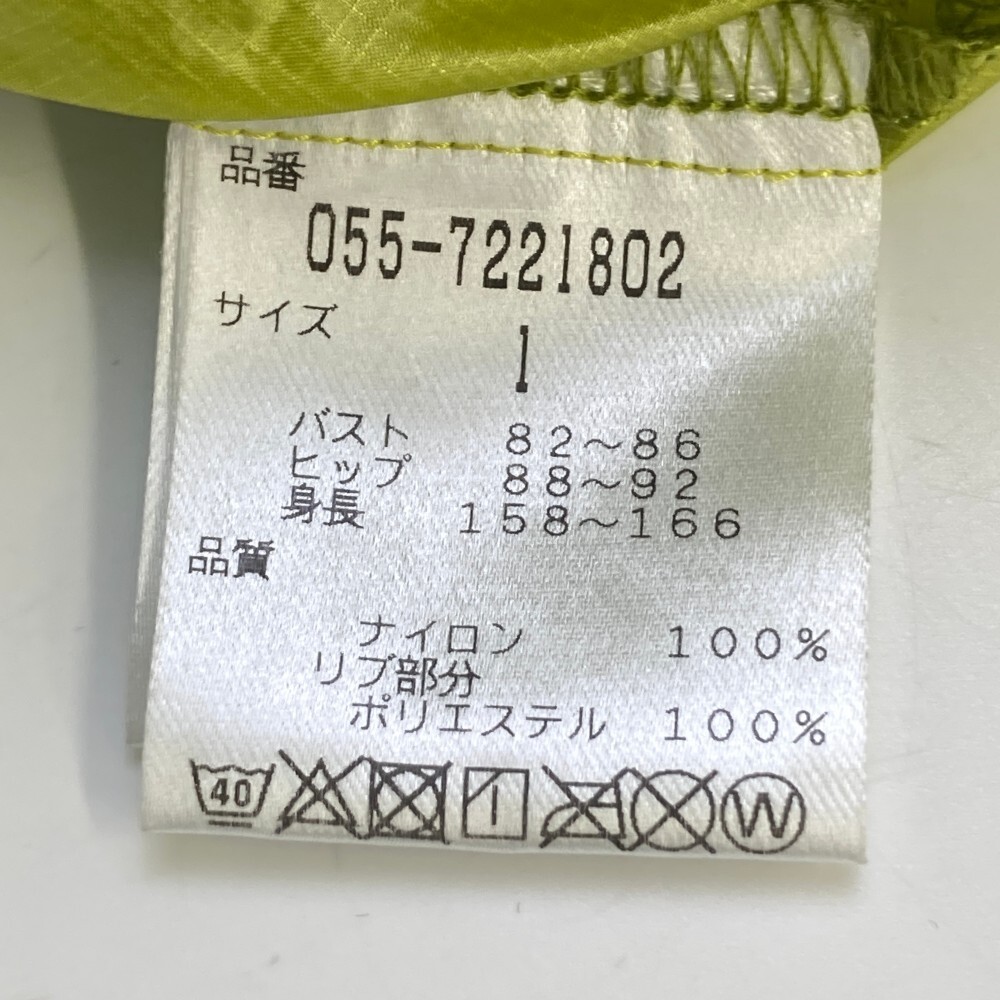 品番
055-7221802
サイズ
1
バスト 82～86
ヒップ 88～92
身長 158～166
品質
ナイロン 100%
リブ部分
ポリエステル 100%
40 W